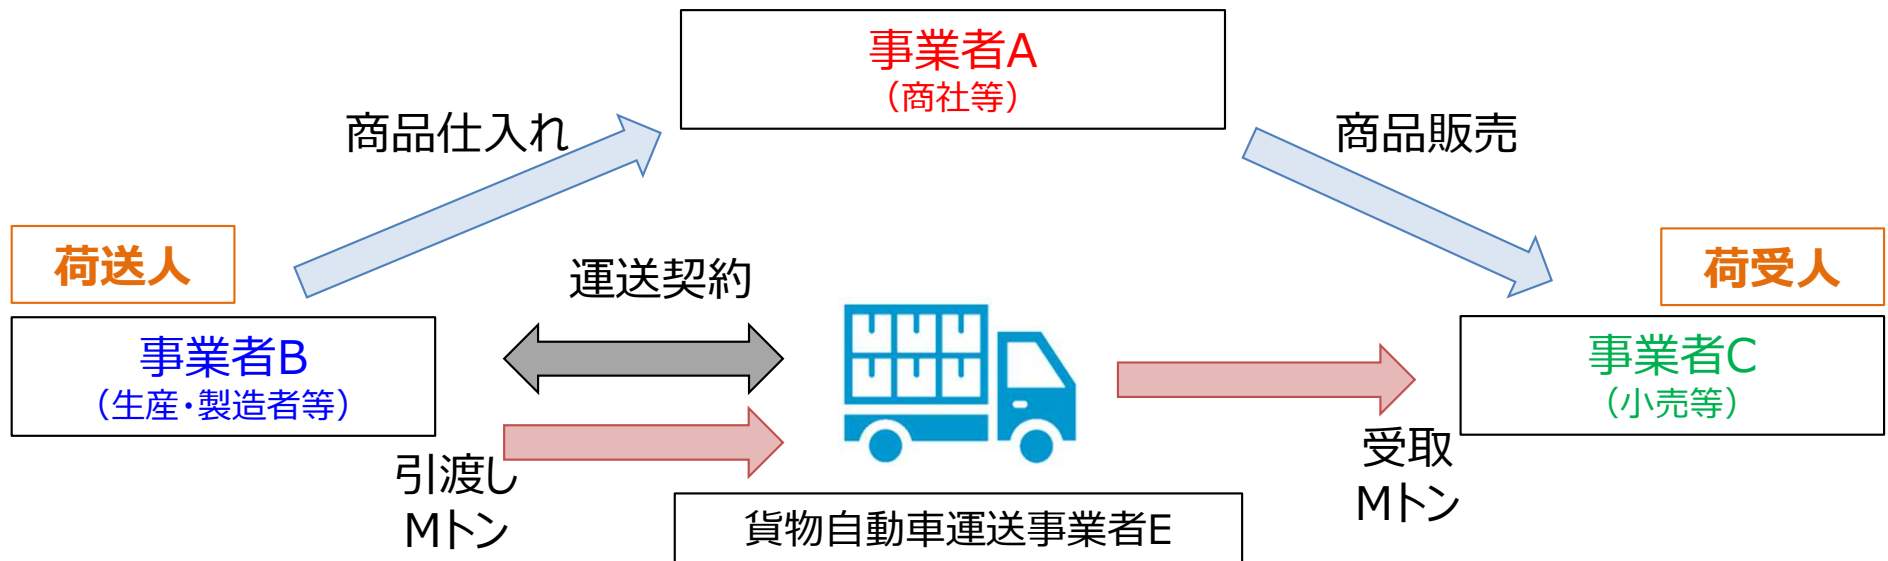 事業者A
（商社等）
商品仕入れ
商品販売
荷送人
荷受人
運送契約
事業者B
（生産・製造者等）
事業者C
（小売等）
引渡し
Mトン
受取
Mトン
貨物自動車運送事業者E